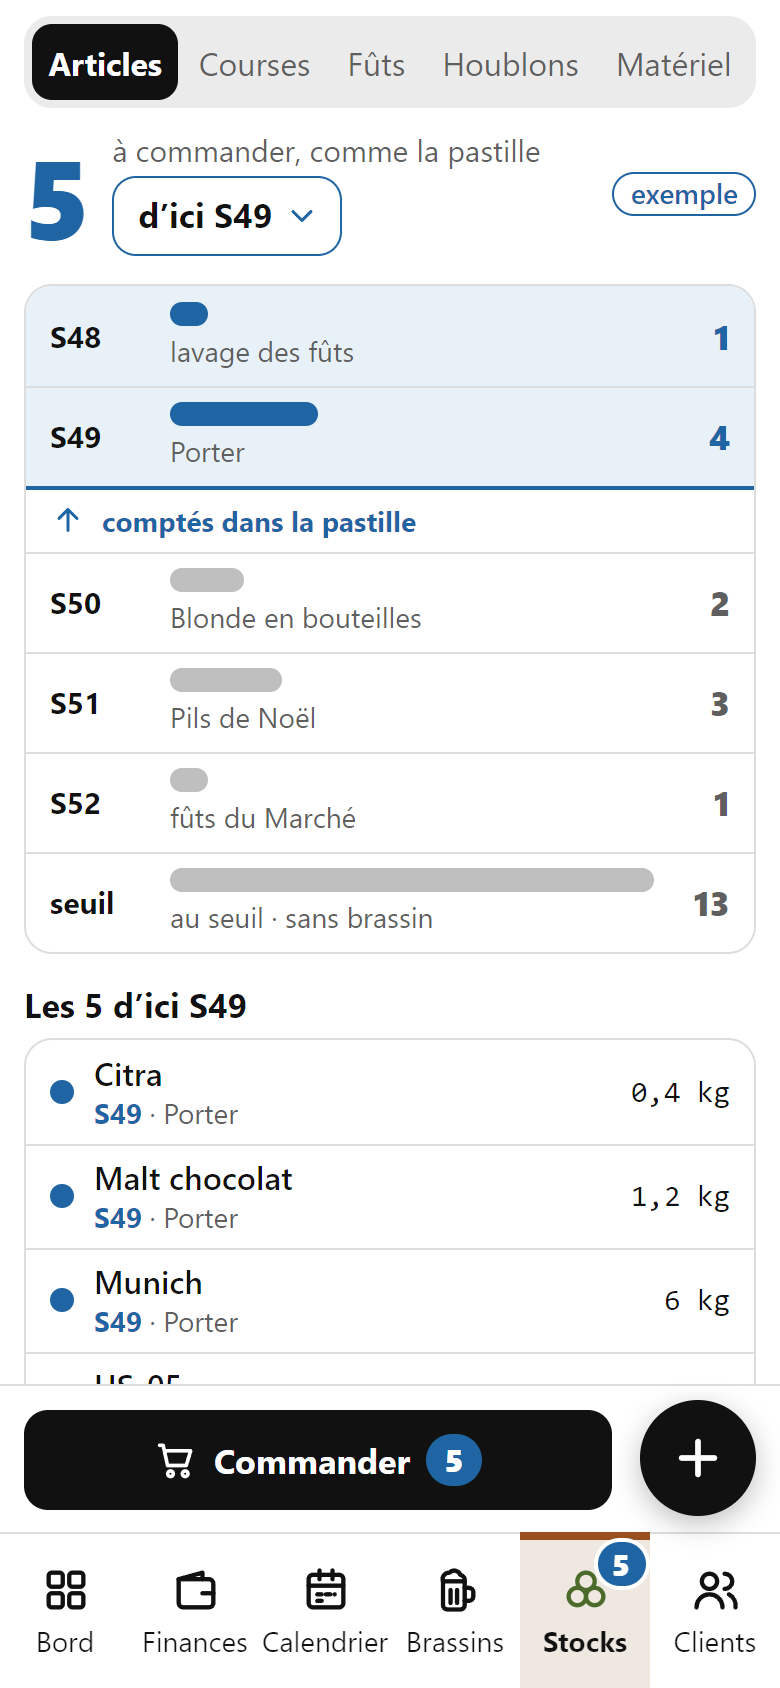 Articles Courses Fûts Houblons Matériel
5
à commander, comme la pastille
d’ici S49
exemple
S48
lavage des fûts
1
S49
Porter
4
↑ comptés dans la pastille
S50
Blonde en bouteilles
2
S51
Pils de Noël
3
S52
fûts du Marché
1
seuil
au seuil · sans brassin
13
Les 5 d’ici S49
Citra
S49 · Porter
0,4 kg
Malt chocolat
S49 · Porter
1,2 kg
Munich
S49 · Porter
6 kg
Commander 5
5
Bord Finances Calendrier Brassins Stocks Clients